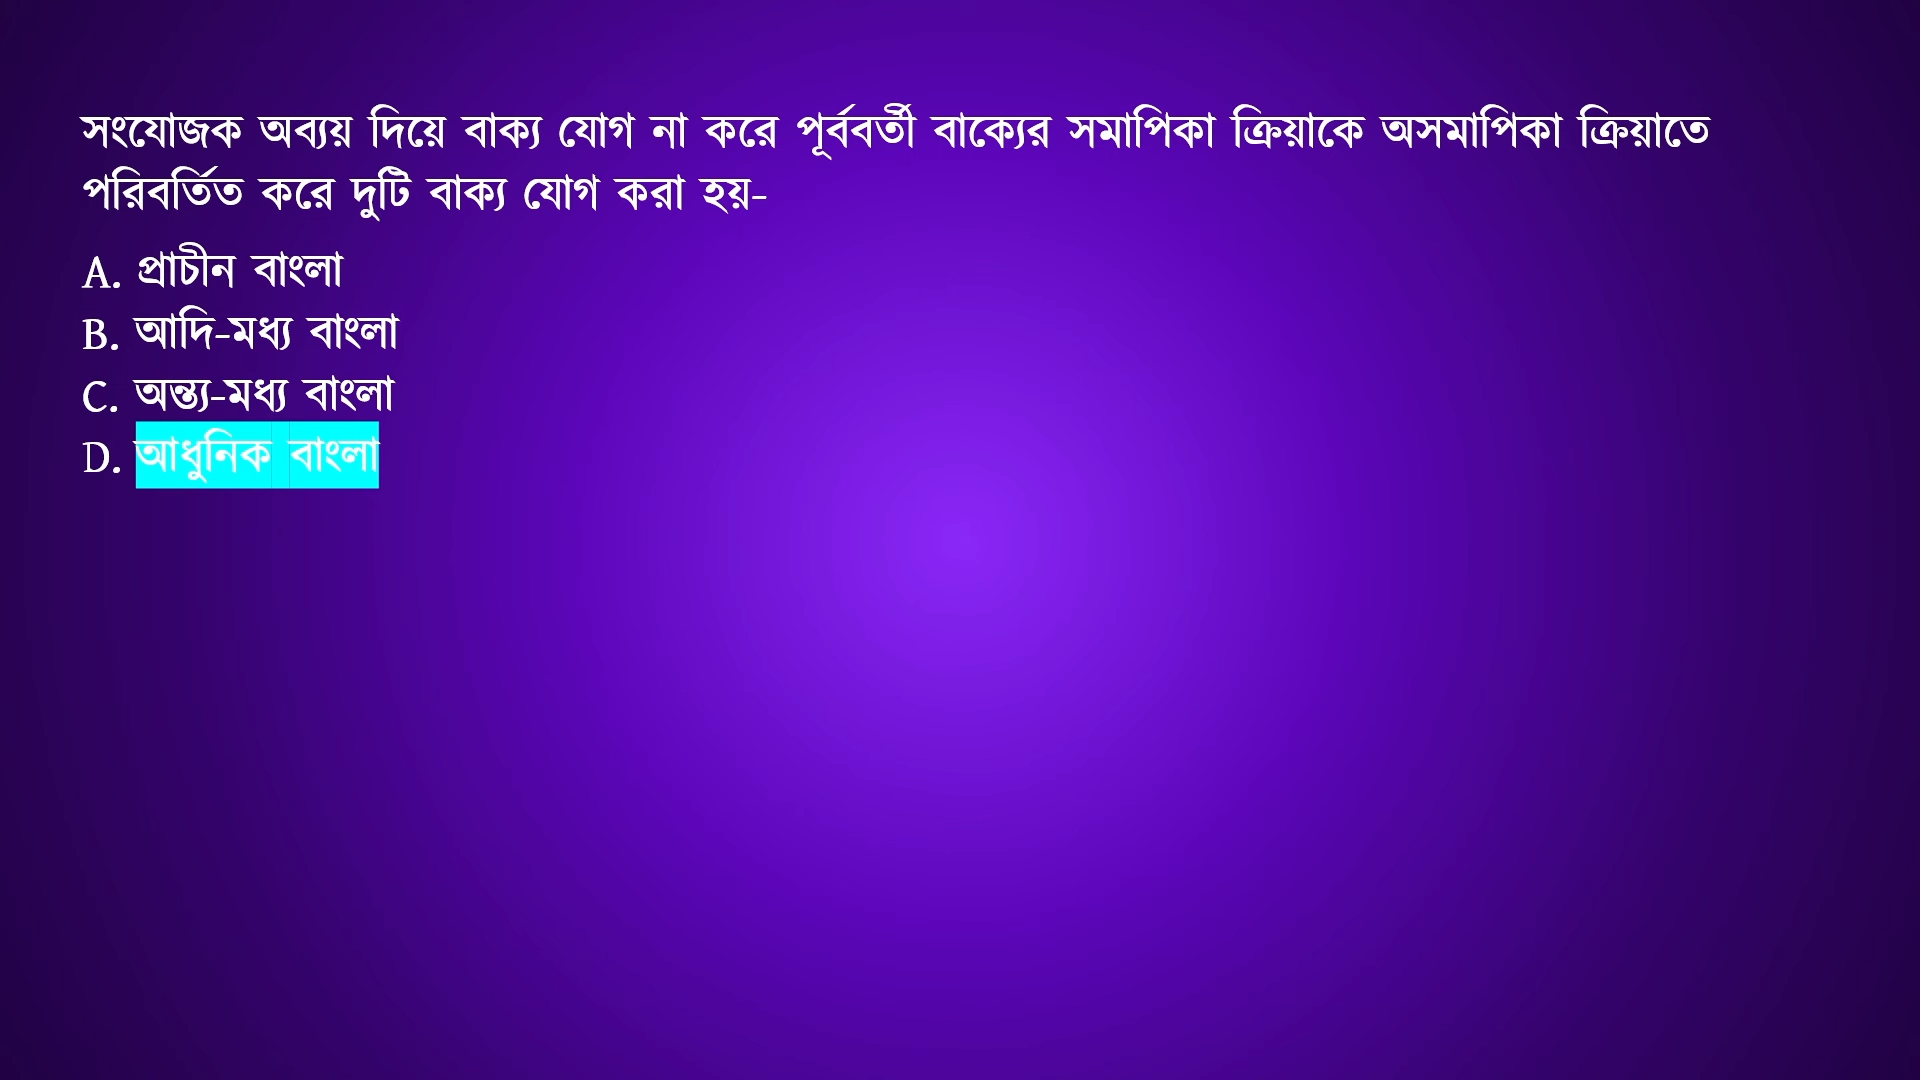 সংযোজক অব্যয় দিয়ে বাক্য যোগ না করে পূর্ববর্তী বাক্যের সমাপিকা ক্রিয়াকে অসমাপিকা ক্রিয়াতে
পরিবর্তিত করে দুটি বাক্য যোগ করা হয়-
A. প্রাচীন বাংলা
B. আদি-মধ্য বাংলা
C. অন্ত্য-মধ্য বাংলা
D. আধুনিক বাংলা